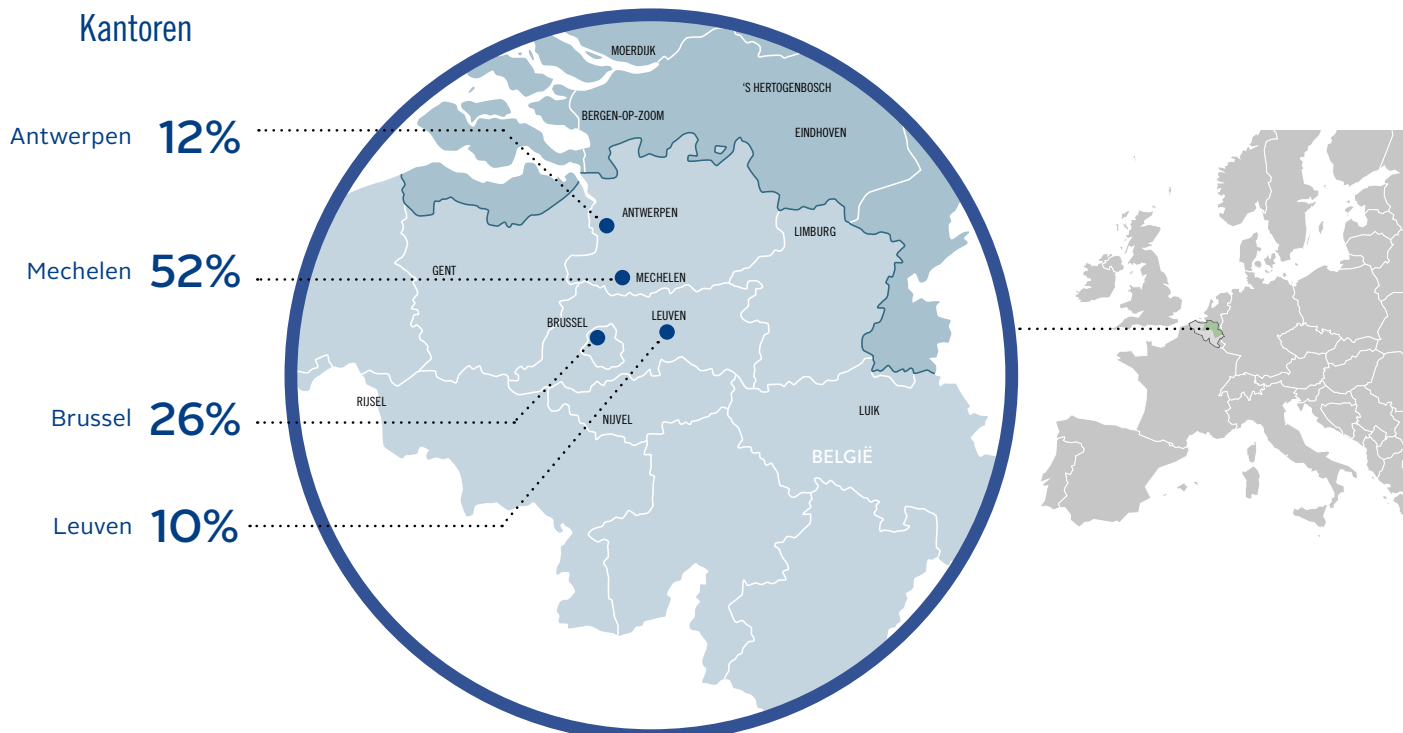 Kantoren
Antwerpen 12%
Mechelen 52%
Brussel 26%
Leuven 10%
MOERDIJK
'S HERTOGENBOSCH
BERGEN-OP-ZOOM
EINDHOVEN
ANTWERPEN
LIMBURG
GENT
MECHELEN
BRUSSEL
LEUVEN
RIJSEL
NIJVEL
LUIK
BELGIË